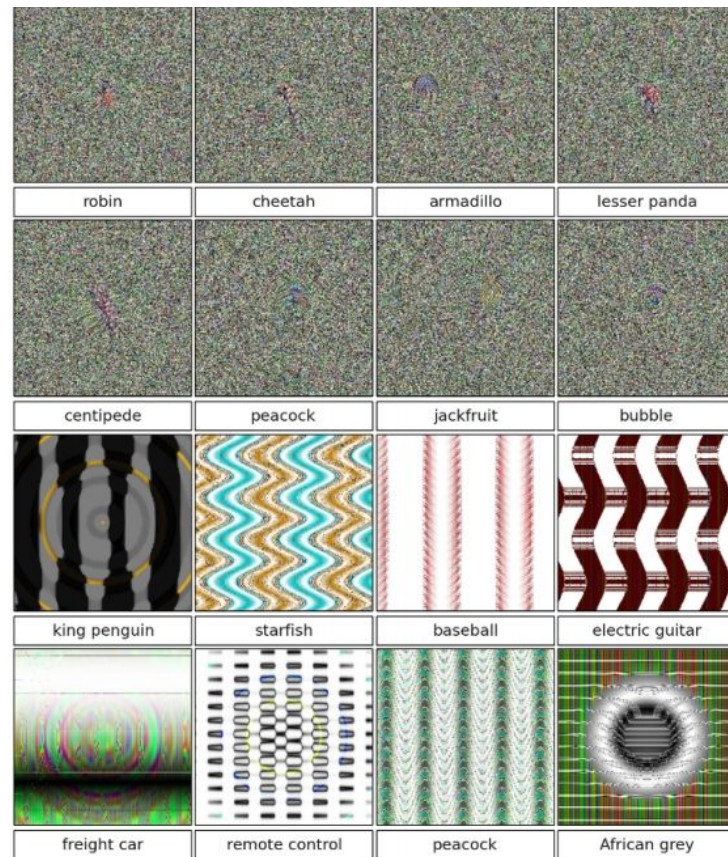 robin
cheetah
armadillo
lesser panda
centipede
peacock
jackfruit
bubble
king penguin
starfish
baseball
electric guitar
freight car
remote control
peacock
African grey